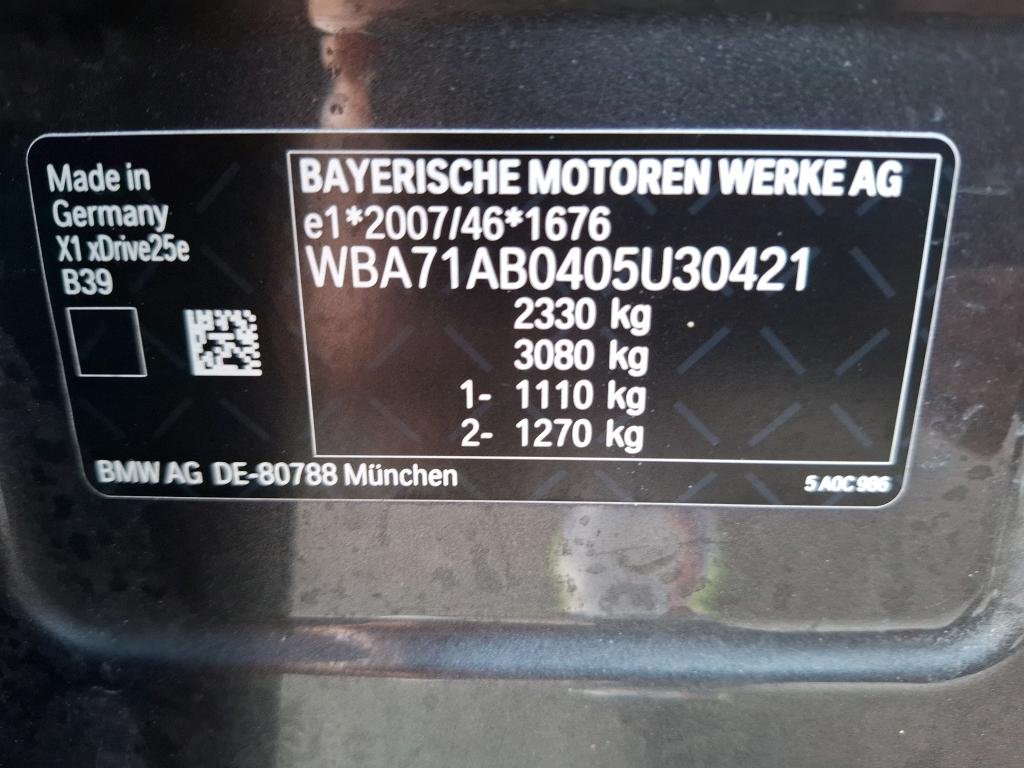 Made in
Germany
X1 xDrive25e
B39
BAYERISCHE MOTOREN WERKE AG
e1*2007/46*1676
WBA71AB0405U30421
2330 kg
3080 kg
1- 1110 kg
2- 1270 kg
BMW AG DE-80788 München
5 A0C 986